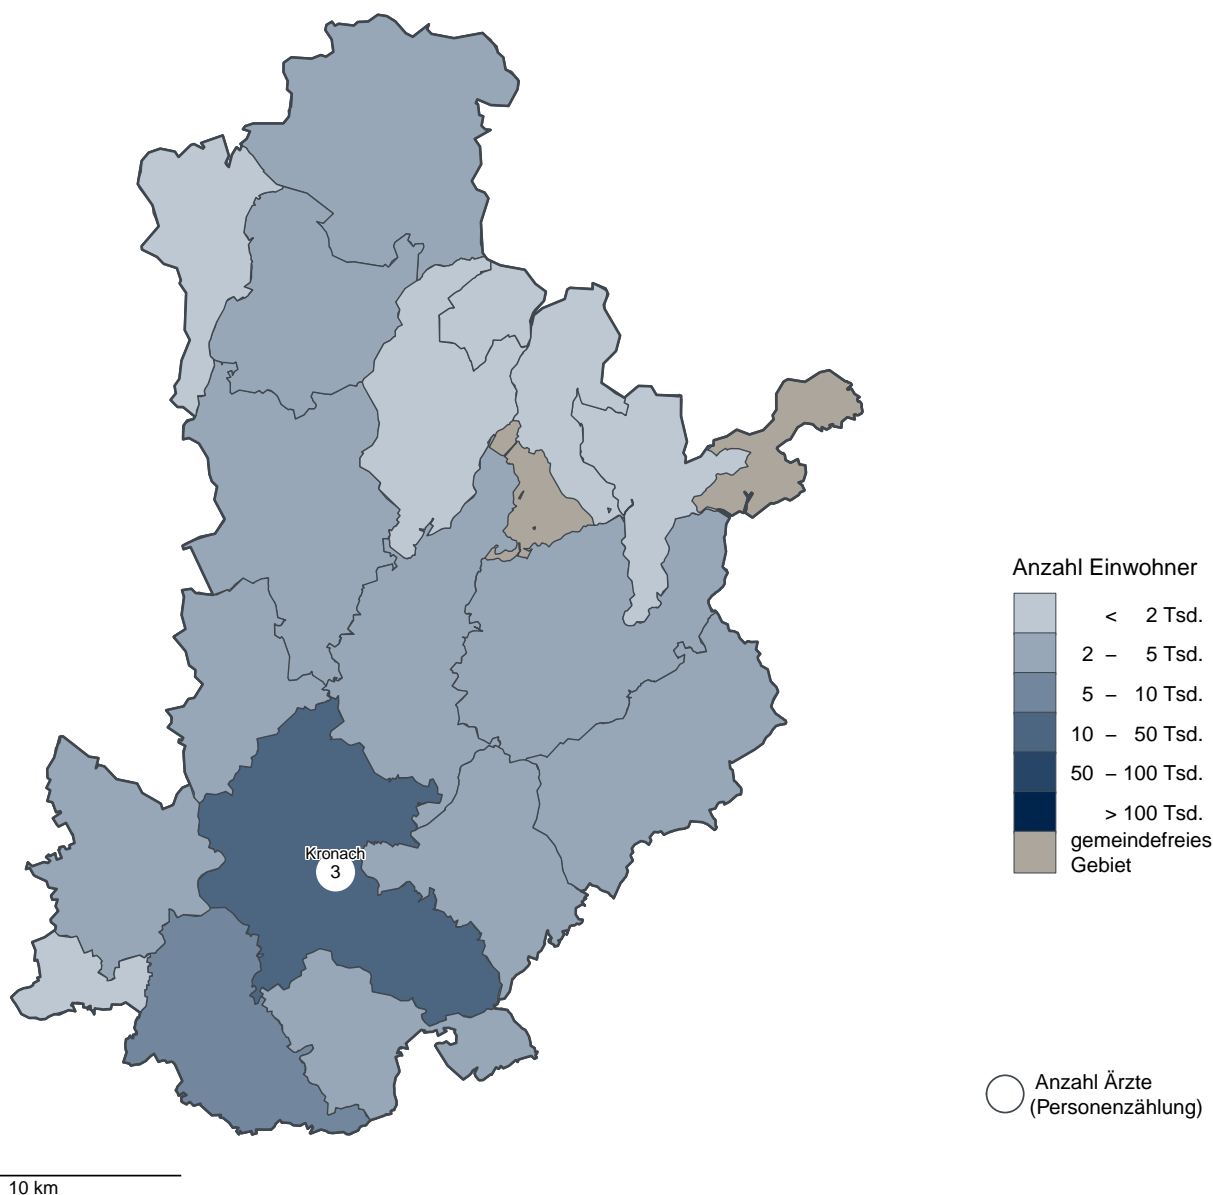 Kronach
3
Anzahl Einwohner
< 2 Tsd.
2 – 5 Tsd.
5 – 10 Tsd.
10 – 50 Tsd.
50 – 100 Tsd.
> 100 Tsd.
gemeindefreies
Gebiet
Anzahl Ärzte
(Personenzählung)
10 km